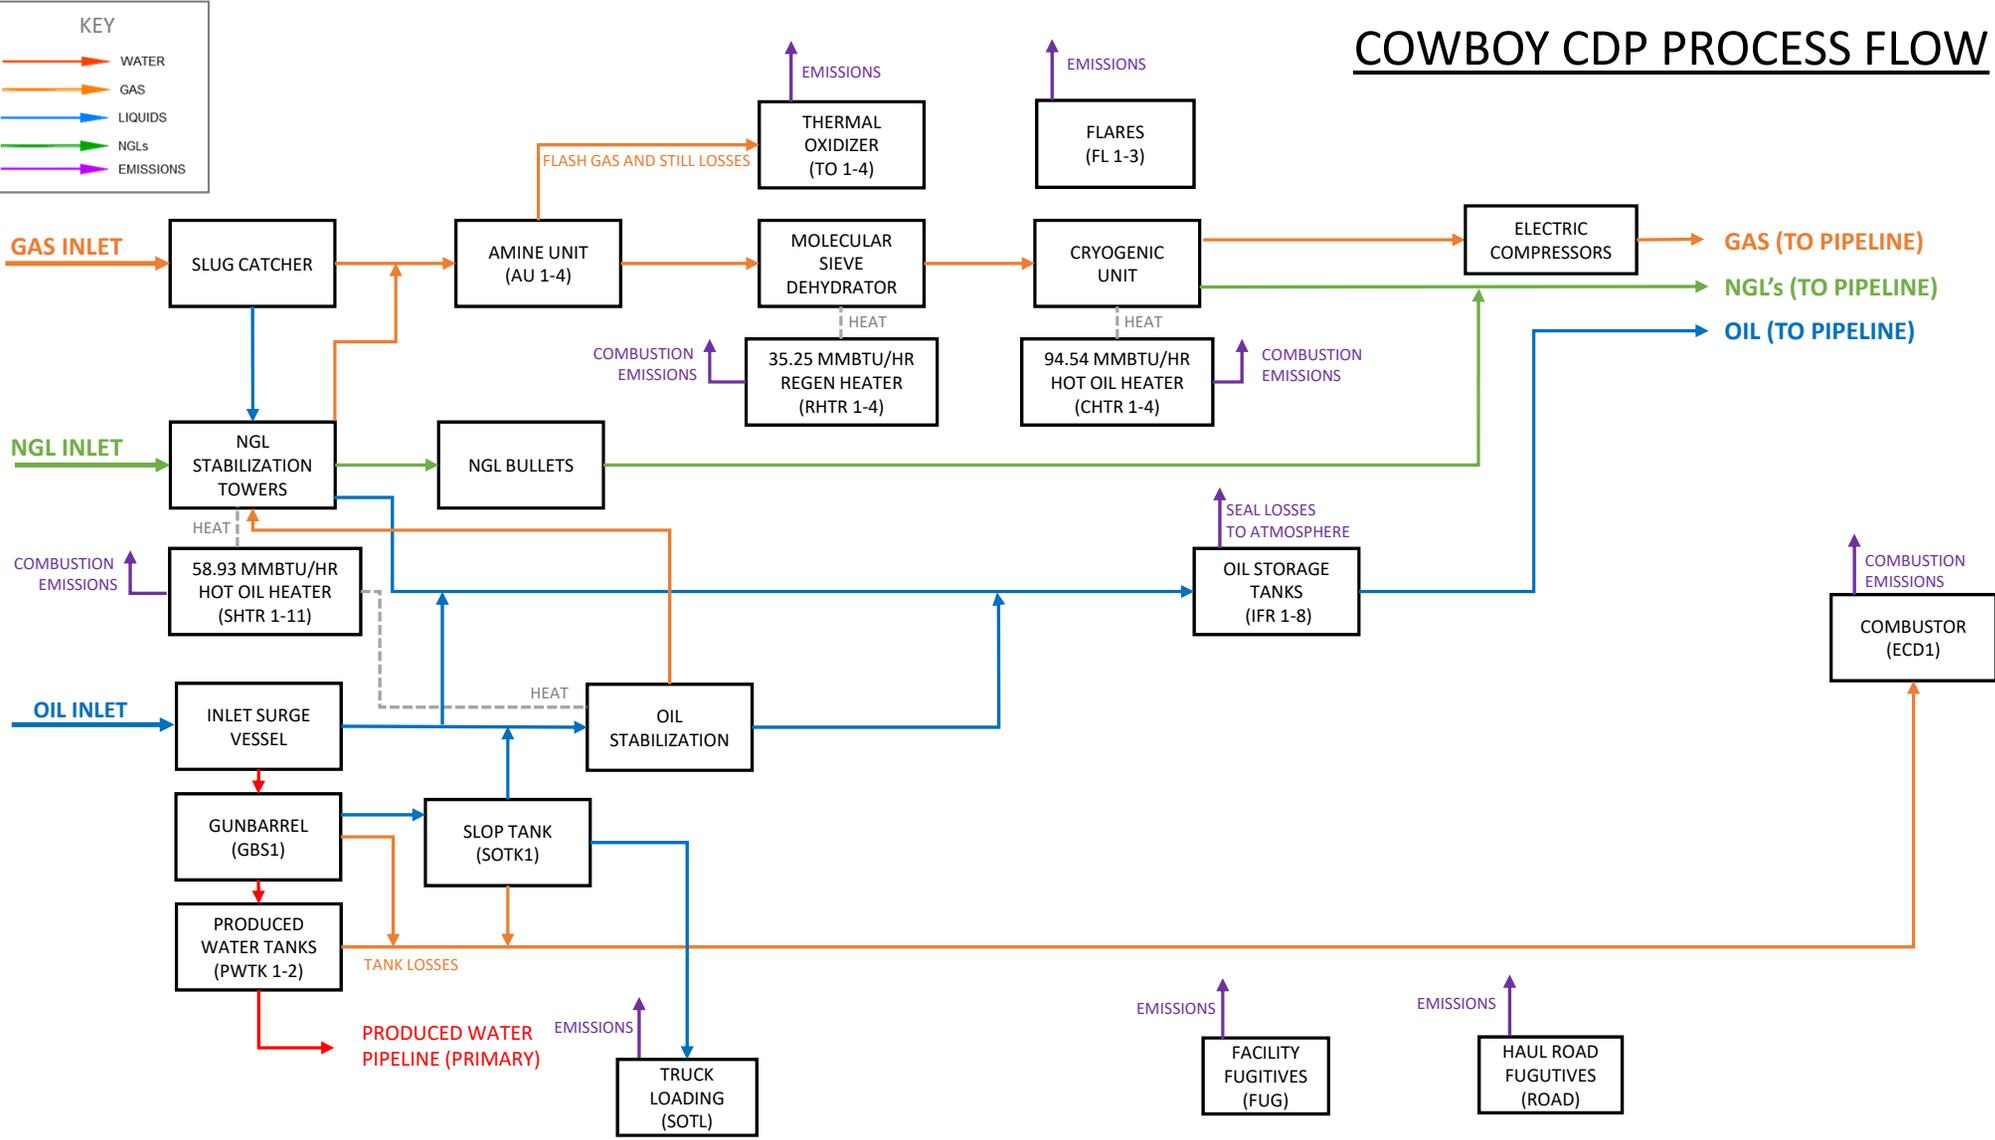 KEY
WATER
GAS
LIQUIDS
NGLs
EMISSIONS
COWBOY CDP PROCESS FLOW
EMISSIONS
EMISSIONS
THERMAL
OXIDIZER
(TO 1-4)
FLARES
(FL 1-3)
FLASH GAS AND STILL LOSSES
GAS INLET
SLUG CATCHER
AMINE UNIT
(AU 1-4)
MOLECULAR
SIEVE
DEHYDRATOR
CRYOGENIC
UNIT
ELECTRIC
COMPRESSORS
GAS (TO PIPELINE)
NGL’s (TO PIPELINE)
OIL (TO PIPELINE)
HEAT
HEAT
COMBUSTION
EMISSIONS
35.25 MMBTU/HR
REGEN HEATER
(RHTR 1-4)
94.54 MMBTU/HR
HOT OIL HEATER
(CHTR 1-4)
COMBUSTION
EMISSIONS
NGL INLET
NGL
STABILIZATION
TOWERS
NGL BULLETS
HEAT
SEAL LOSSES
TO ATMOSPHERE
COMBUSTION
EMISSIONS
58.93 MMBTU/HR
HOT OIL HEATER
(SHTR 1-11)
OIL STORAGE
TANKS
(IFR 1-8)
COMBUSTION
EMISSIONS
COMBUSTOR
(ECD1)
HEAT
OIL INLET
INLET SURGE
VESSEL
OIL
STABILIZATION
GUNBARREL
(GBS1)
SLOP TANK
(SOTK1)
PRODUCED
WATER TANKS
(PWTK 1-2)
TANK LOSSES
PRODUCED WATER
PIPELINE (PRIMARY)
EMISSIONS
TRUCK
LOADING
(SOTL)
EMISSIONS
FACILITY
FUGITIVES
(FUG)
EMISSIONS
HAUL ROAD
FUGUTIVES
(ROAD)